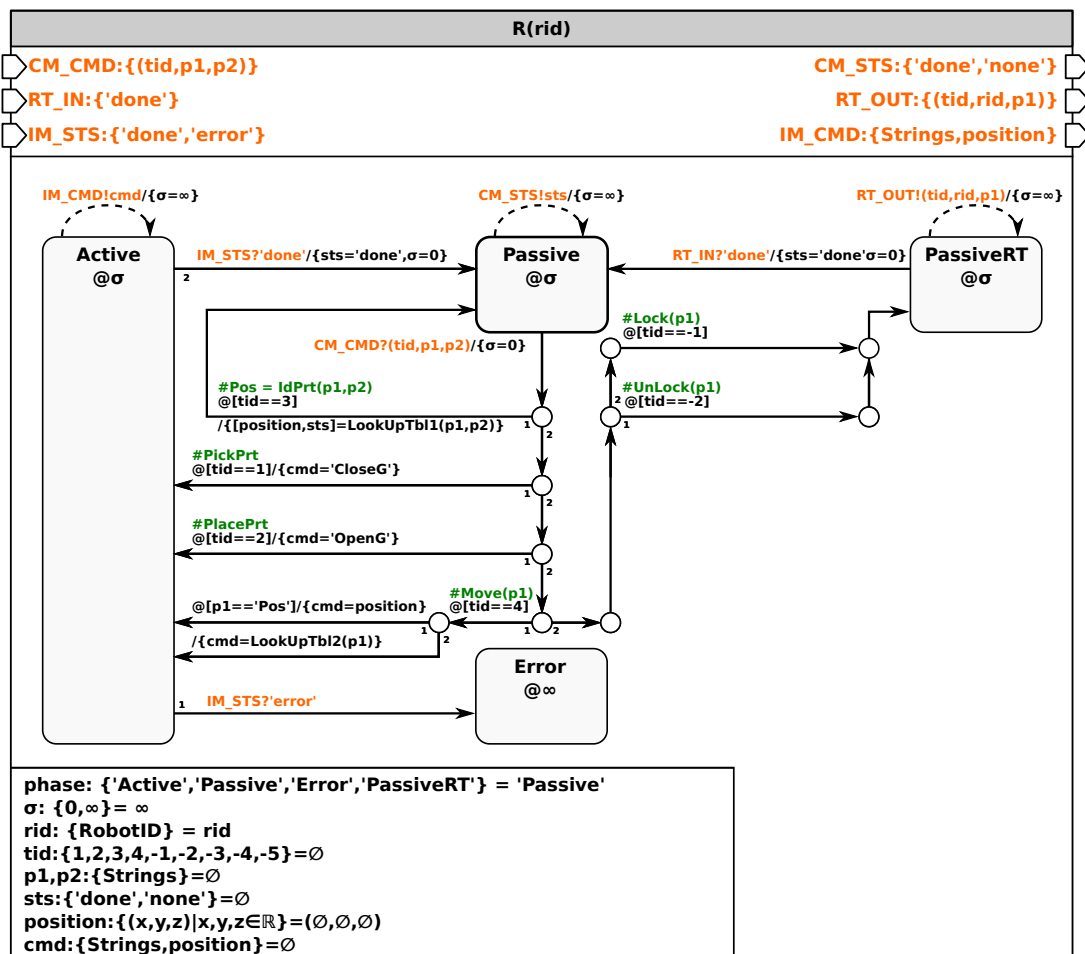 R(rid)
CM_CMD:{(tid,p1,p2)}
CM_STS:{'done','none'}
RT_IN:{'done'}
RT_OUT:{(tid,rid,p1)}
IM_STS:{'done','error'}
IM_CMD:{Strings,position}
IM_CMD!cmd/{σ=∞}
CM_STS!sts/{σ=∞}
RT_OUT!(tid,rid,p1)/{σ=∞}
Active
@σ
IM_STS?'done'/{sts='done',σ=0}
2
Passive
@σ
RT_IN?'done'/{sts='done'σ=0}
PassiveRT
@σ
CM_CMD?(tid,p1,p2)/{σ=0}
#Lock(p1)
@[tid==-1]
#Pos = IdPrt(p1,p2)
@[tid==3]
/{[position,sts]=LookUpTbl1(p1,p2)}
1
2
#UnLock(p1)
2
@[tid==-2]
1
#PickPrt
@[tid==1]/{cmd='CloseG'}
1
2
#PlacePrt
@[tid==2]/{cmd='OpenG'}
1
2
#Move(p1)
@[tid==4]
1
2
@[p1=='Pos']/{cmd=position}
1
2
/{cmd=LookUpTbl2(p1)}
Error
@∞
1
IM_STS?'error'
phase: {'Active','Passive','Error','PassiveRT'} = 'Passive'
σ: {0,∞}= ∞
rid: {RobotID} = rid
tid:{1,2,3,4,-1,-2,-3,-4,-5}=∅
p1,p2:{Strings}=∅
sts:{'done','none'}=∅
position:{(x,y,z)|x,y,z∈ℝ}=(∅,∅,∅)
cmd:{Strings,position}=∅